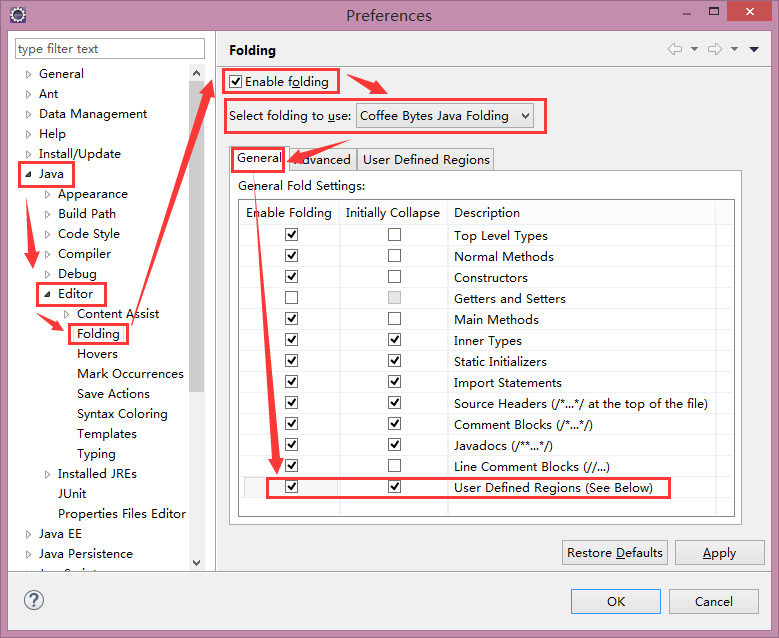 Preferences
type filter text
General
Ant
Data Management
Help
Install/Update
Java
Appearance
Build Path
Code Style
Compiler
Debug
Editor
Content Assist
Folding
Hovers
Mark Occurrences
Save Actions
Syntax Coloring
Templates
Typing
Installed JREs
JUnit
Properties Files Editor
Java EE
Java Persistence
Folding
Enable folding
Select folding to use: Coffee Bytes Java Folding
General Advanced User Defined Regions
General Fold Settings:
Enable Folding Initially Collapse Description
Top Level Types
Normal Methods
Constructors
Getters and Setters
Main Methods
Inner Types
Static Initializers
Import Statements
Source Headers (/*...*/ at the top of the file)
Comment Blocks (/*...*/)
Javadocs (/**...*/)
Line Comment Blocks (//...)
User Defined Regions (See Below)
Restore Defaults Apply
OK Cancel